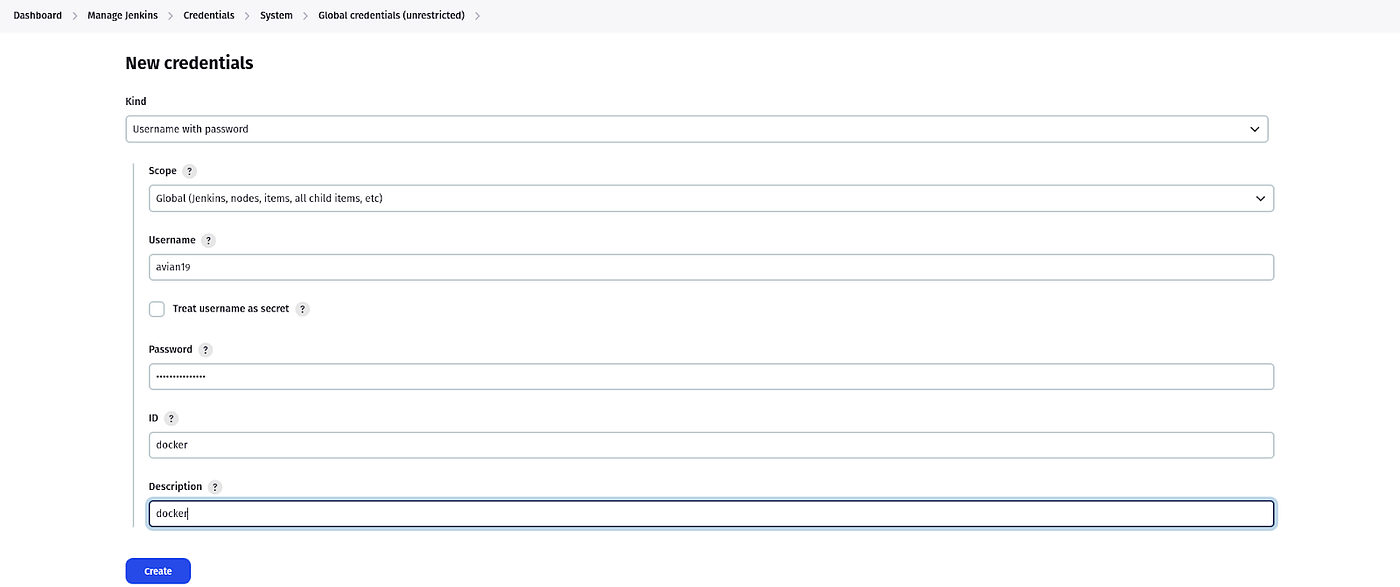 Dashboard > Manage Jenkins > Credentials > System > Global credentials (unrestricted) >
New credentials
Kind
Username with password
Scope ?
Global (Jenkins, nodes, items, all child items, etc)
Username ?
avian19
Treat username as secret ?
Password ?
•••••••••••••••
ID ?
docker
Description ?
docker
Create